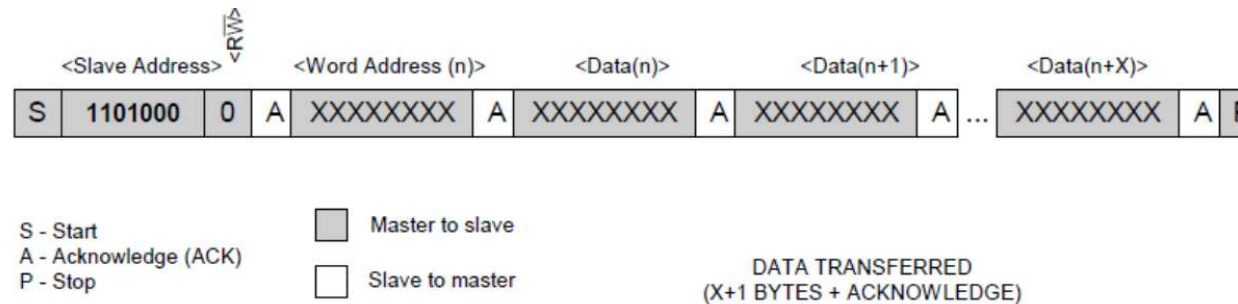 <Slave Address> <RW> <Word Address (n)> <Data(n)> <Data(n+1)> <Data(n+X)>
S 1101000 0 A XXXXXXXX A XXXXXXXX A XXXXXXXX A ... XXXXXXXX A
S - Start
A - Acknowledge (ACK)
P - Stop
Master to slave
Slave to master
DATA TRANSFERRED
(X+1 BYTES + ACKNOWLEDGE)